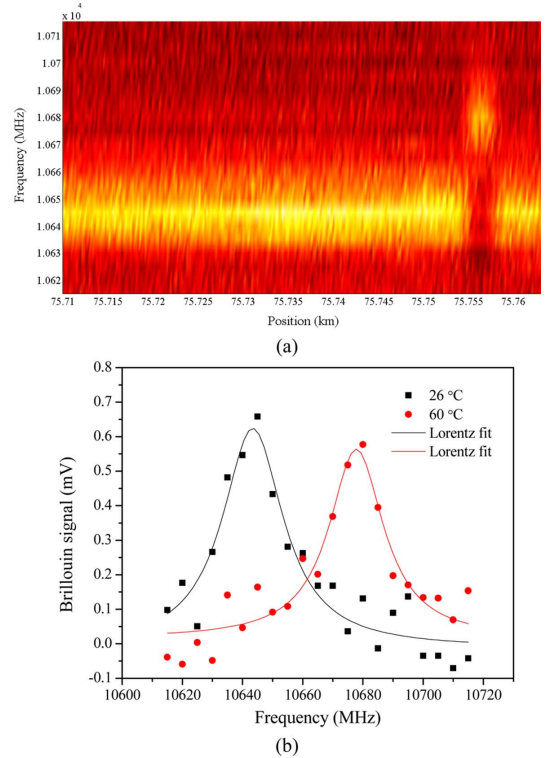 x 10⁴
1.071
1.07
1.069
1.068
1.067
1.066
1.065
1.064
1.063
1.062
Frequency (MHz)
75.71 75.715 75.72 75.725 75.73 75.735 75.74 75.745 75.75 75.755 75.76
Position (km)
(a)
0.8
0.7
0.6
0.5
0.4
0.3
0.2
0.1
0.0
-0.1
Brillouin signal (mV)
26 °C
60 °C
Lorentz fit
Lorentz fit
10600 10620 10640 10660 10680 10700 10720
Frequency (MHz)
(b)